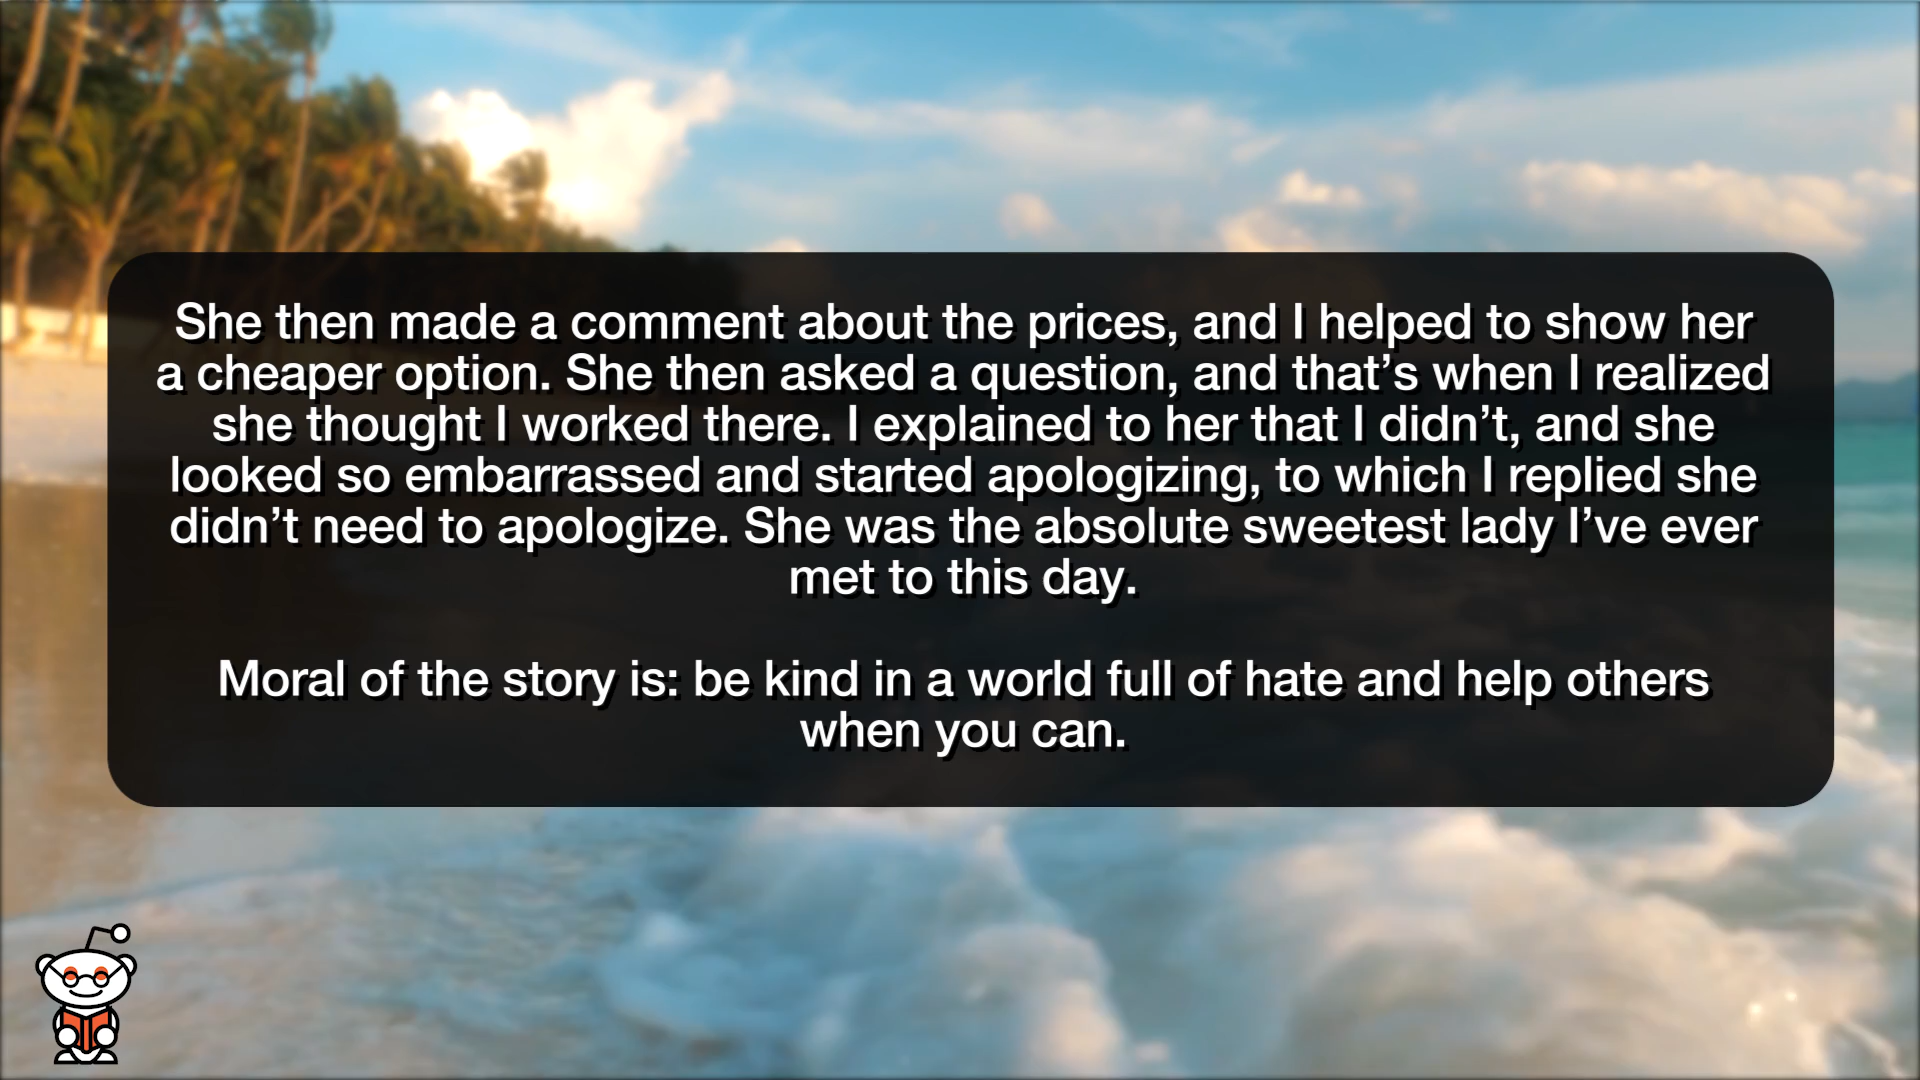 She then made a comment about the prices, and I helped to show her
a cheaper option. She then asked a question, and that’s when I realized
she thought I worked there. I explained to her that I didn’t, and she
looked so embarrassed and started apologizing, to which I replied she
didn’t need to apologize. She was the absolute sweetest lady I’ve ever
met to this day.
Moral of the story is: be kind in a world full of hate and help others
when you can.